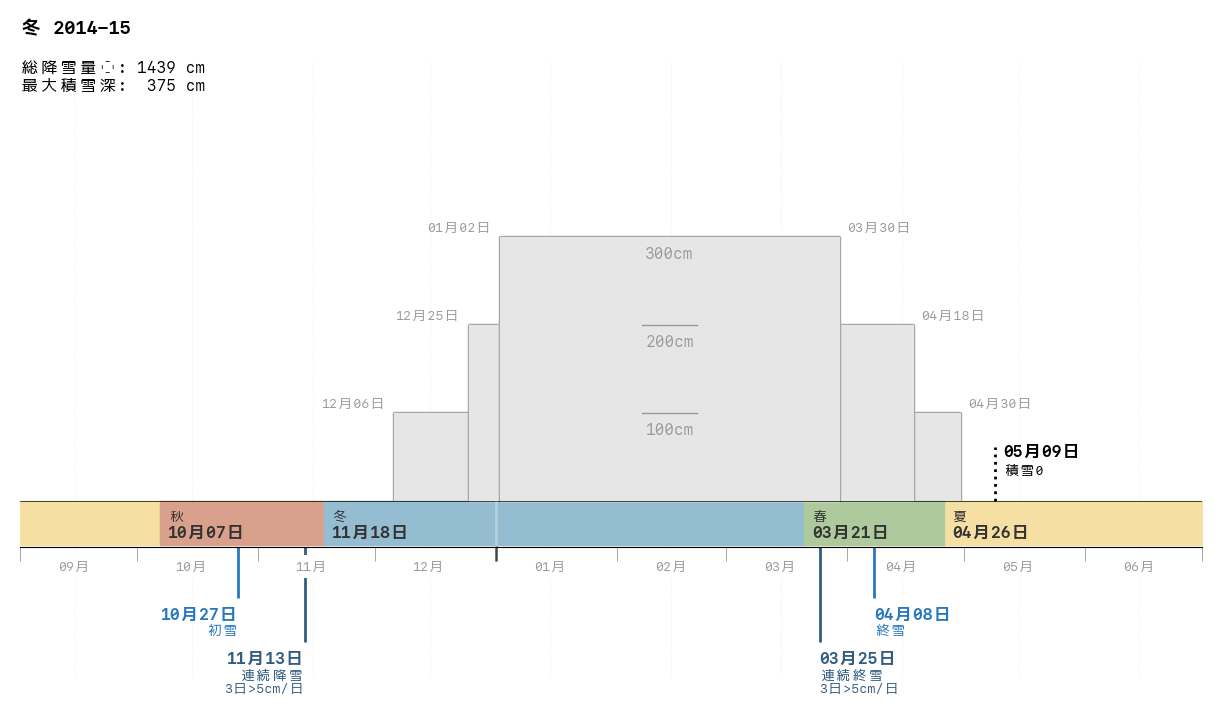 冬 2014–15
総降雪量: 1439 cm
最大積雪深: 375 cm
01月02日
03月30日
300cm
12月25日
04月18日
200cm
12月06日
04月30日
100cm
05月09日
積雪0
秋
10月07日
冬
11月18日
春
03月21日
夏
04月26日
09月
10月
11月
12月
01月
02月
03月
04月
05月
06月
10月27日
初雪
04月08日
終雪
11月13日
連続降雪
3日>5cm/日
03月25日
連続終雪
3日>5cm/日